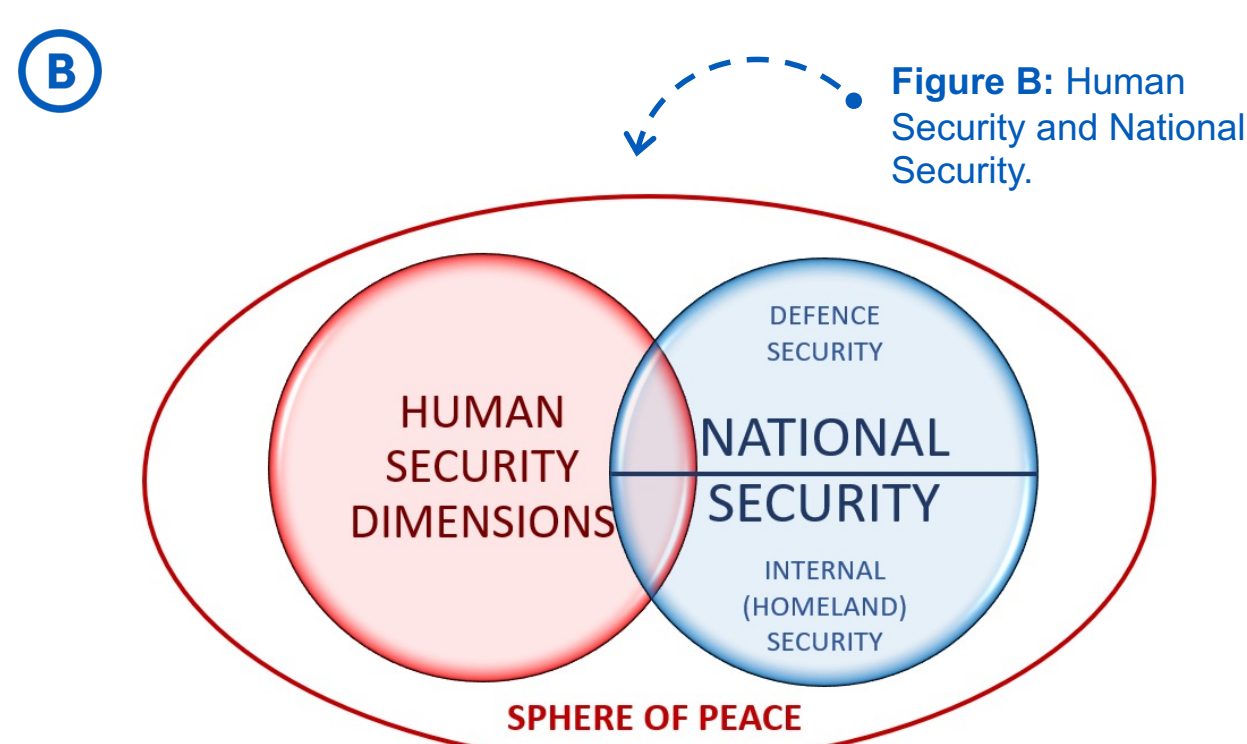 B
Figure B: Human
Security and National
Security.
HUMAN
SECURITY
DIMENSIONS
DEFENCE
SECURITY
NATIONAL
SECURITY
INTERNAL
(HOMELAND)
SECURITY
SPHERE OF PEACE